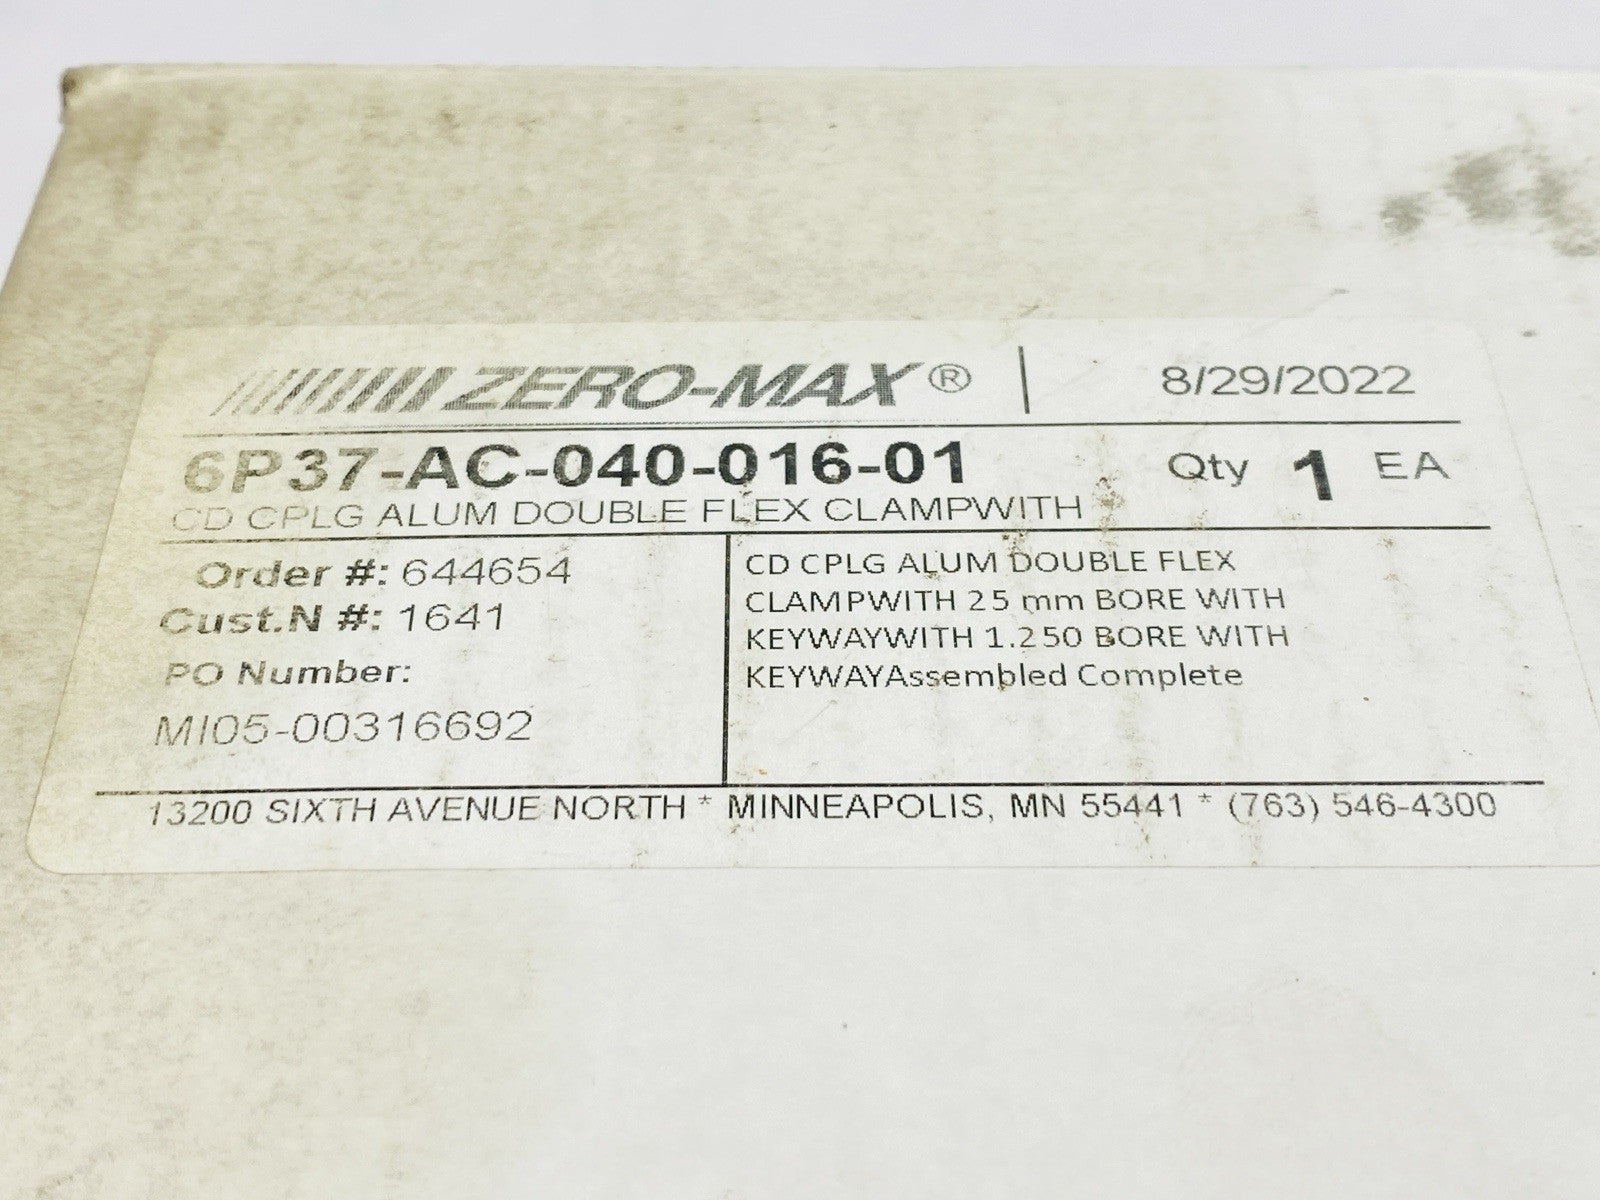 ZERO-MAX® 8/29/2022
6P37-AC-040-016-01 Qty 1 EA
CD CPLG ALUM DOUBLE FLEX CLAMPWITH
Order #: 644654
Cust.N #: 1641
PO Number:
MI05-00316692
CD CPLG ALUM DOUBLE FLEX
CLAMPWITH 25 mm BORE WITH
KEYWAYWITH 1.250 BORE WITH
KEYWAYAssembled Complete
13200 SIXTH AVENUE NORTH * MINNEAPOLIS, MN 55441 * (763) 546-4300